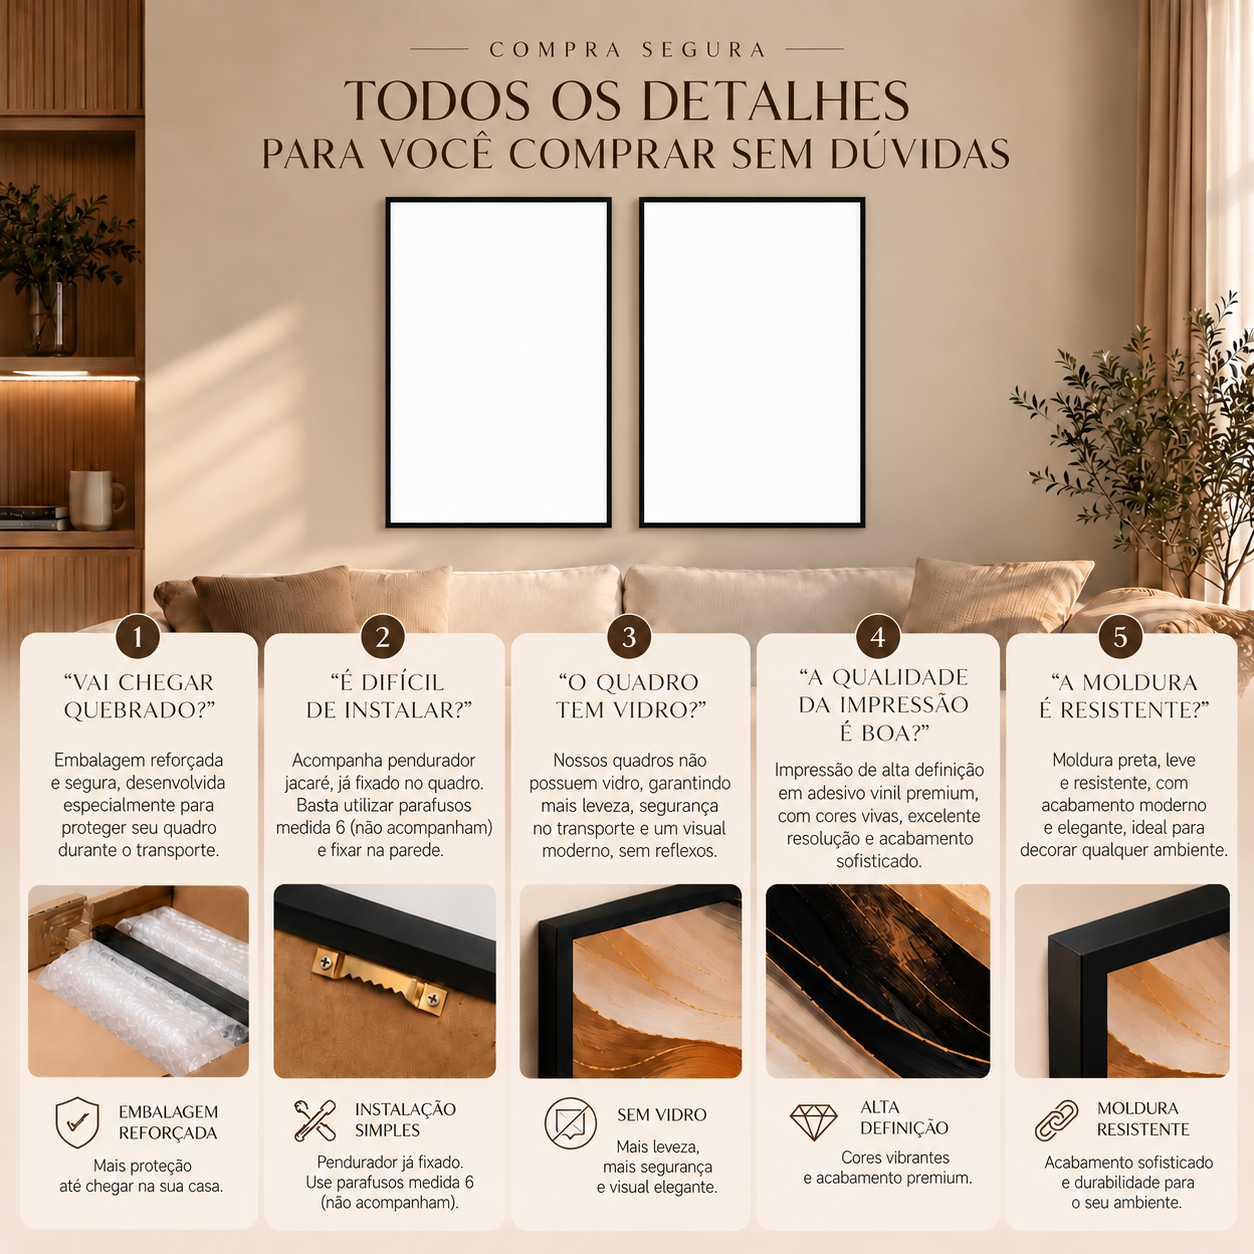 COMPRA SEGURA
TODOS OS DETALHES
PARA VOCÊ COMPRAR SEM DÚVIDAS
1
“VAI CHEGAR
QUEBRADO?”
Embalagem reforçada
e segura, desenvolvida
especialmente para
proteger seu quadro
durante o transporte.
EMBALAGEM
REFORÇADA
Mais proteção
até chegar na sua casa.
2
“É DIFÍCIL
DE INSTALAR?”
Acompanha pendurador
jacaré, já fixado no quadro.
Basta utilizar parafusos
medida 6 (não acompanham)
e fixar na parede.
INSTALAÇÃO
SIMPLES
Pendurador já fixado.
Use parafusos medida 6
(não acompanham).
3
“O QUADRO
TEM VIDRO?”
Nossos quadros não
possuem vidro, garantindo
mais leveza, segurança
no transporte e um visual
moderno, sem reflexos.
SEM VIDRO
Mais leveza,
mais segurança
e visual elegante.
4
“A QUALIDADE
DA IMPRESSÃO
É BOA?”
Impressão de alta definição
em adesivo vinil premium,
com cores vivas, excelente
resolução e acabamento
sofisticado.
ALTA
DEFINIÇÃO
Cores vibrantes
e acabamento premium.
5
“A MOLDURA
É RESISTENTE?”
Moldura preta, leve
e resistente, com
acabamento moderno
e elegante, ideal para
decorar qualquer ambiente.
MOLDURA
RESISTENTE
Acabamento sofisticado
e durabilidade para
o seu ambiente.